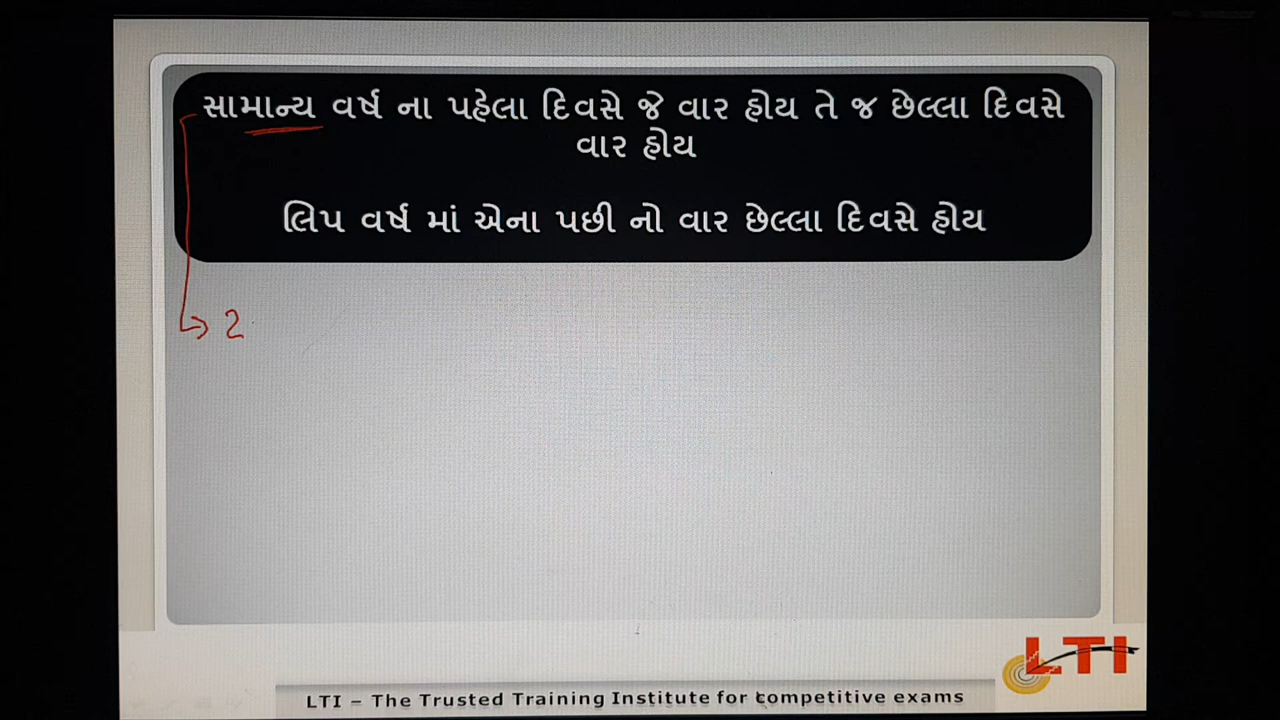 સામાન્ય વર્ષ ના પહેલા દિવસે જે વાર હોય તે જ છેલ્લા દિવસે
વાર હોય
લિપ વર્ષ માં એના પછી નો વાર છેલ્લા દિવસે હોય
2
LTI
LTI – The Trusted Training Institute for competitive exams